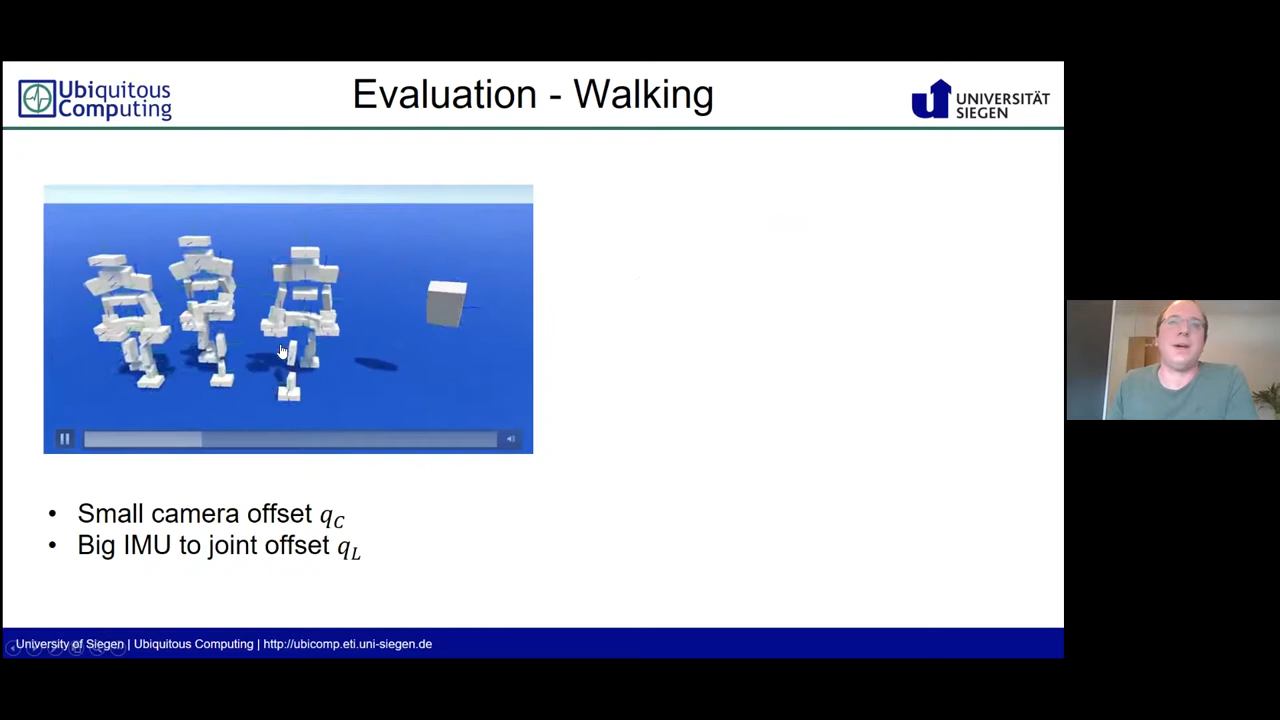 Ubiquitous
Computing
Evaluation - Walking
UNIVERSITÄT
SIEGEN
• Small camera offset q_C
• Big IMU to joint offset q_L
University of Siegen | Ubiquitous Computing | http://ubicomp.eti.uni-siegen.de